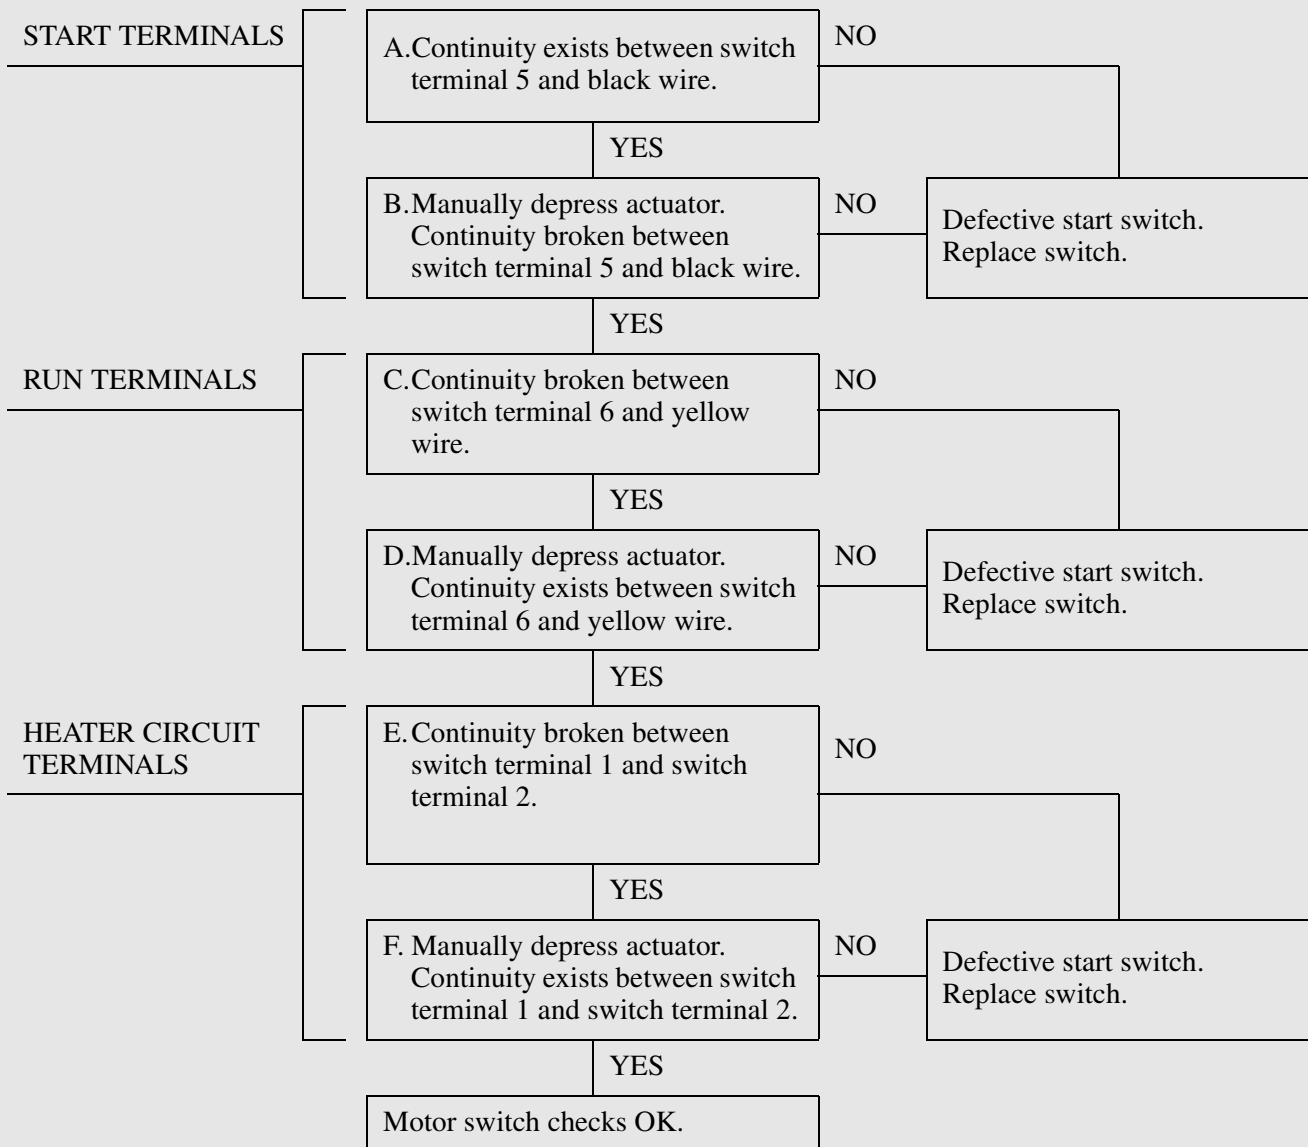 START TERMINALS
A.Continuity exists between switch
terminal 5 and black wire.
NO
YES
B.Manually depress actuator.
Continuity broken between
switch terminal 5 and black wire.
NO
Defective start switch.
Replace switch.
YES
RUN TERMINALS
C.Continuity broken between
switch terminal 6 and yellow
wire.
NO
YES
D.Manually depress actuator.
Continuity exists between switch
terminal 6 and yellow wire.
NO
Defective start switch.
Replace switch.
YES
HEATER CIRCUIT
TERMINALS
E.Continuity broken between
switch terminal 1 and switch
terminal 2.
NO
YES
F. Manually depress actuator.
Continuity exists between switch
terminal 1 and switch terminal 2.
NO
Defective start switch.
Replace switch.
YES
Motor switch checks OK.